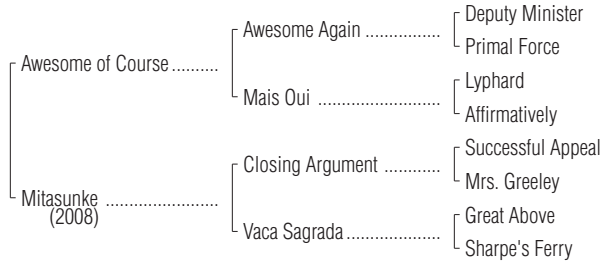 Deputy Minister
Awesome Again ................
Primal Force
Awesome of Course ..........
Lyphard
Mais Oui ..........................
Affirmatively
Successful Appeal
Closing Argument ............
Mrs. Greeley
Mitasunke ........................
(2008)
Great Above
Vaca Sagrada ....................
Sharpe's Ferry